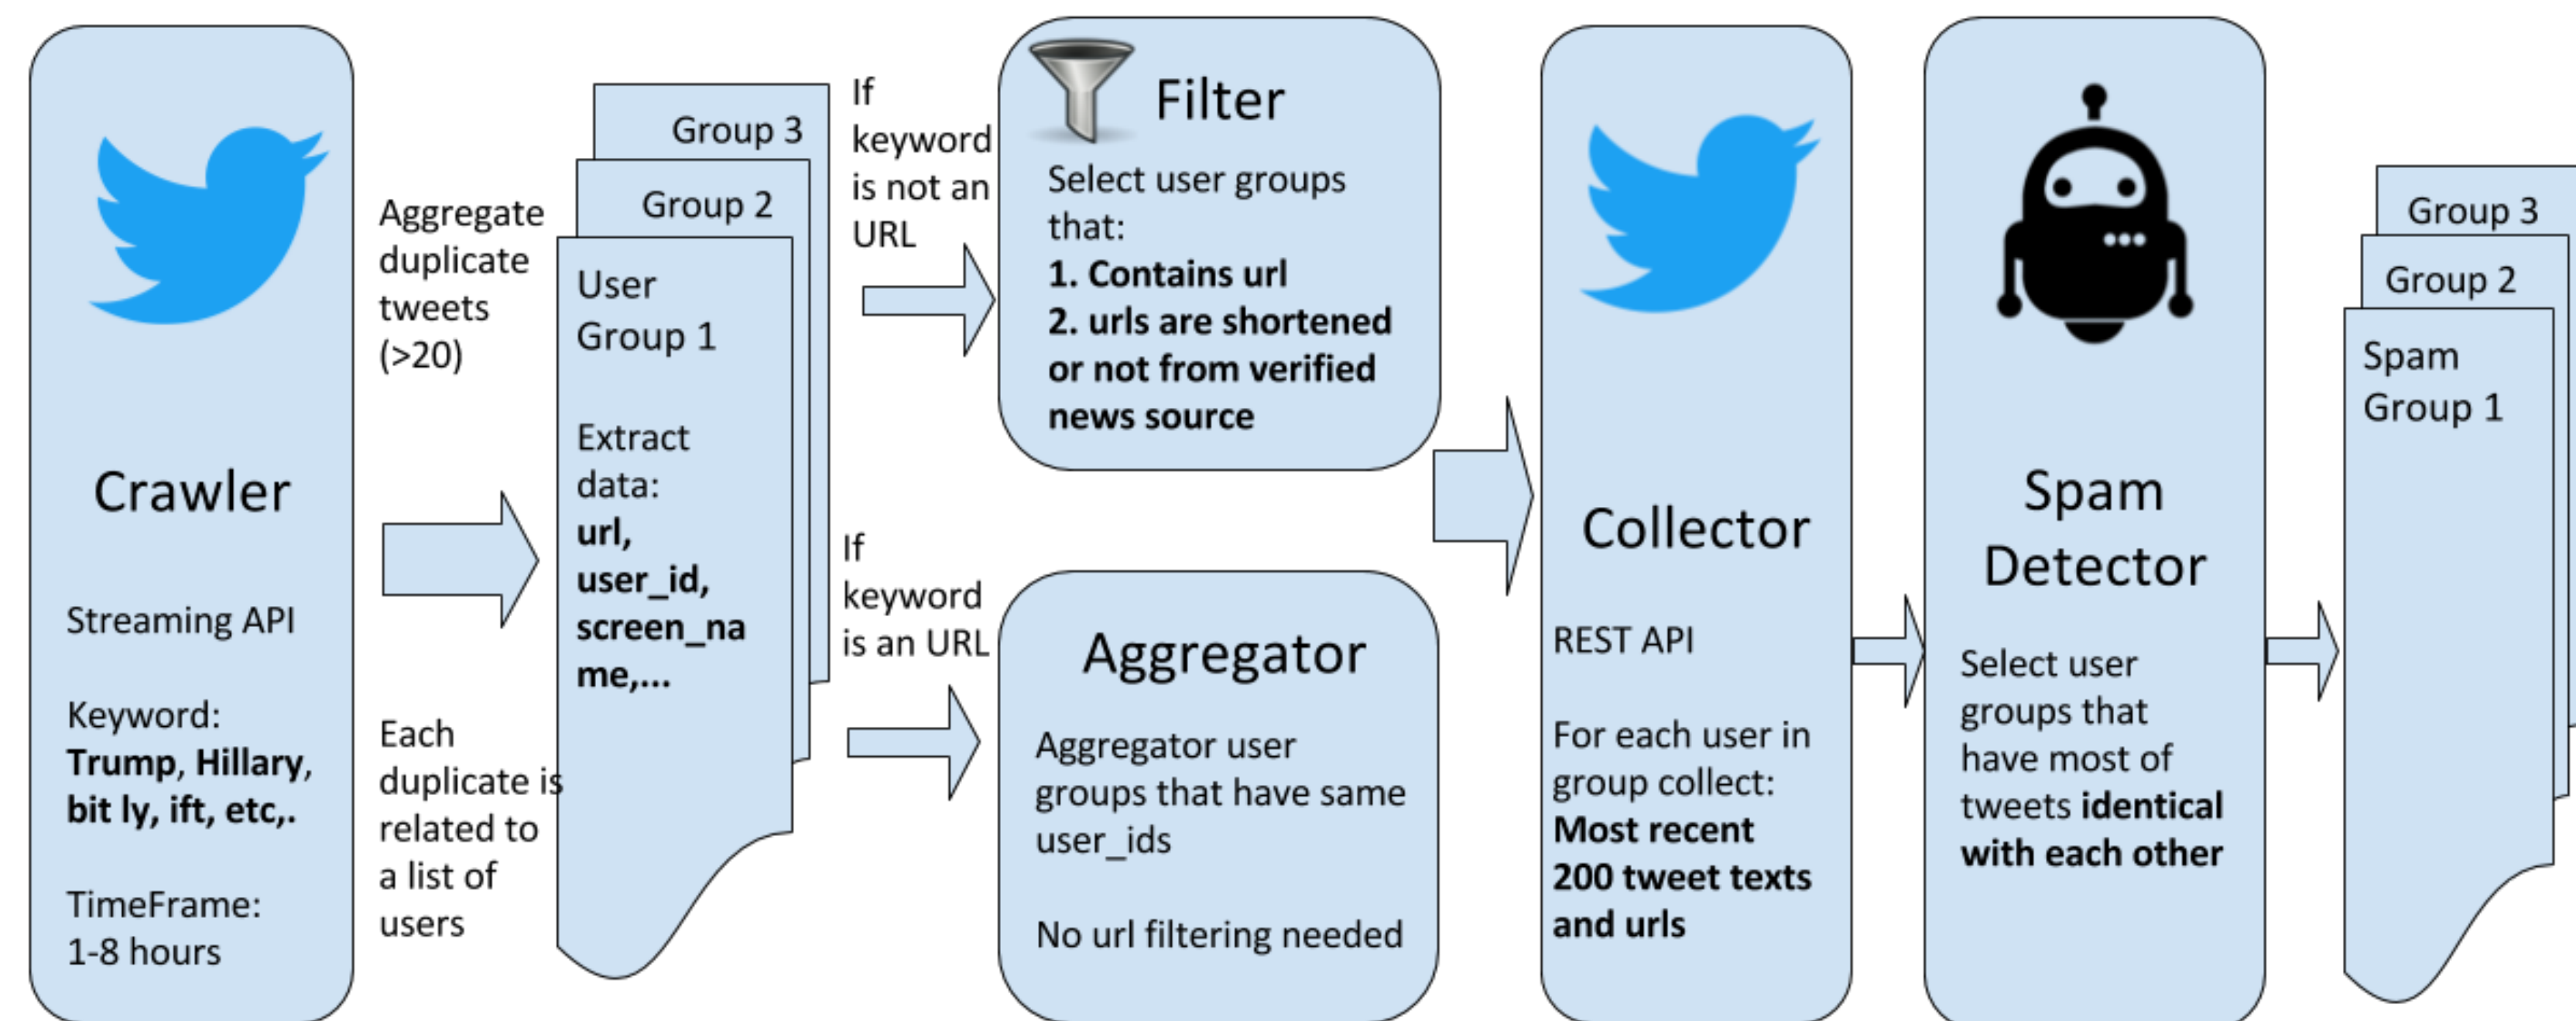 Crawler
Streaming API
Keyword:
Trump, Hillary,
bit ly, ift, etc,.
TimeFrame:
1-8 hours
Aggregate
duplicate
tweets
(>20)
Each
duplicate is
related to
a list of
users
Group 3
Group 2
User
Group 1
Extract
data:
url,
user_id,
screen_na
me,...
If
keyword
is not an
URL
If
keyword
is an URL
Filter
Select user groups
that:
1. Contains url
2. urls are shortened
or not from verified
news source
Aggregator
Aggregator user
groups that have same
user_ids
No url filtering needed
Collector
REST API
For each user in
group collect:
Most recent
200 tweet texts
and urls
Spam
Detector
Select user
groups that
have most of
tweets identical
with each other
Group 3
Group 2
Spam
Group 1